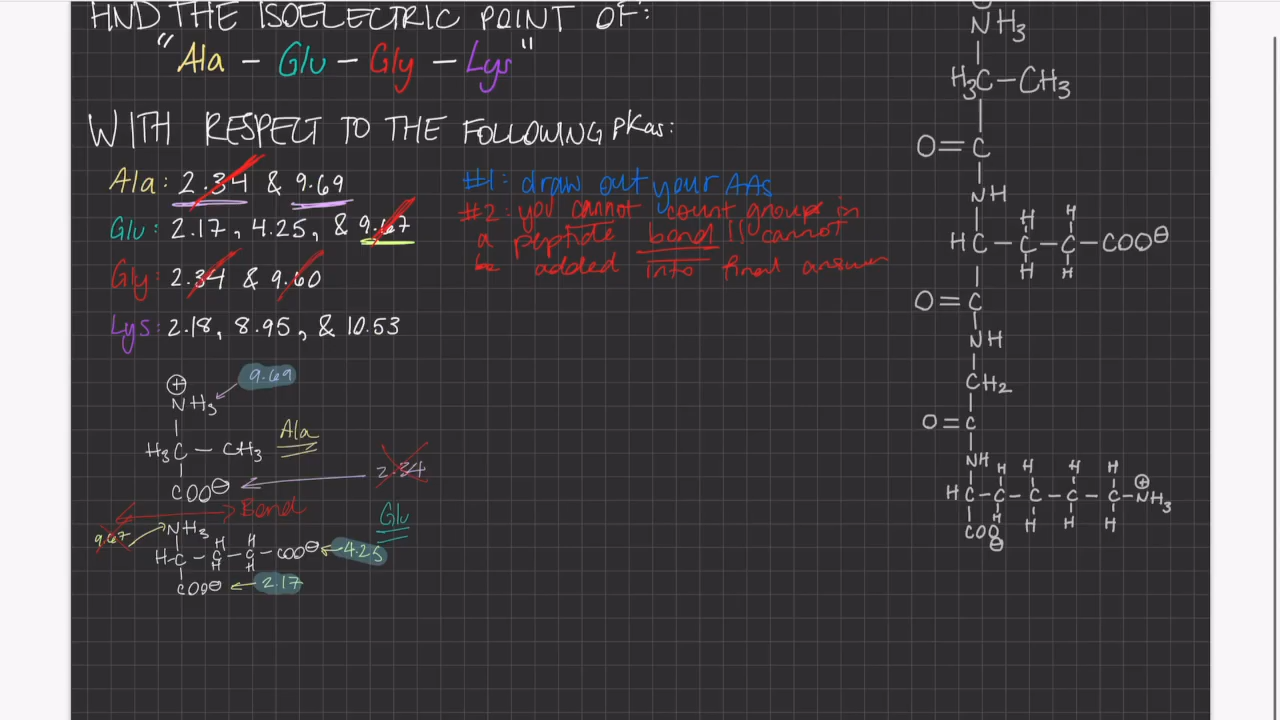 FIND THE ISOELECTRIC POINT OF:
"Ala - Glu - Gly - Lys"
WITH RESPECT TO THE FOLLOWING pKas:
Ala: 2.34 & 9.69
Glu: 2.17, 4.25, & 9.67
Gly: 2.34 & 9.60
Lys: 2.18, 8.95, & 10.53
#1: draw out your AAs
#2: you cannot count groups in
a peptide bond || cannot
be added into final answer
⊕
NH3
9.69
H3C - CH3
Ala
COO⊖
2.34
Bond
Glu
9.67
NH3
H H
H-C-C-C-COO⊖
4.25
H H
COO⊖
2.17
NH3
H3C-CH3
O=C
NH
H H
HC-C-C-COO⊖
H H
O=C
NH
CH2
O=C
NH
H H H H
⊕
HC-C-C-C-C-NH3
H H H H
COO
⊖